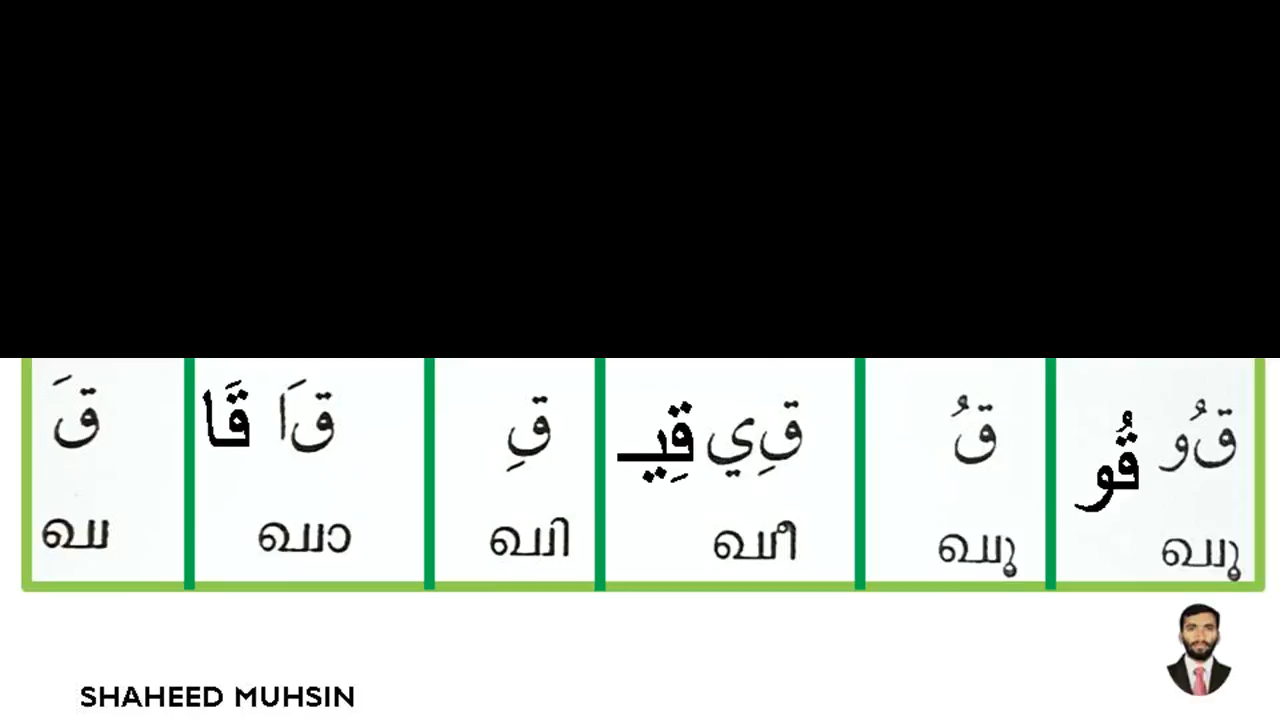 قَ قَا قَا قِ قِيـ قِي قُ قُو قُو
ഖ്വ ഖ്വാ ഖ്വി ഖ്വീ ഖ്വു ഖ്വു
SHAHEED MUHSIN